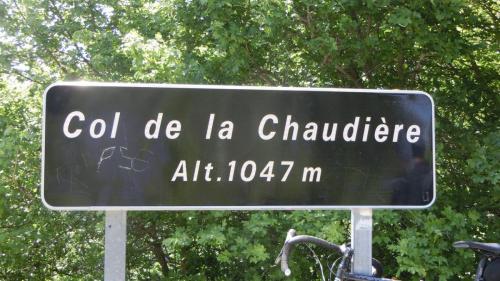 Col de la Chaudière
Alt.1047 m